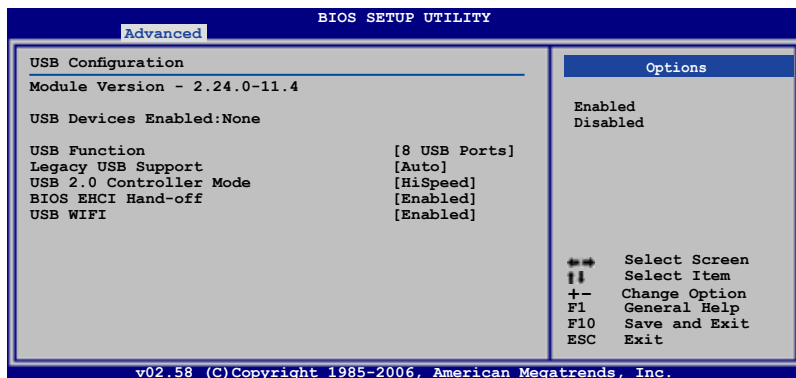 BIOS SETUP UTILITY
Advanced
USB Configuration
Module Version - 2.24.0-11.4
USB Devices Enabled:None
USB Function [8 USB Ports]
Legacy USB Support [Auto]
USB 2.0 Controller Mode [HiSpeed]
BIOS EHCI Hand-off [Enabled]
USB WIFI [Enabled]
Options
Enabled
Disabled
Select Screen
Select Item
+- Change Option
F1 General Help
F10 Save and Exit
ESC Exit
v02.58 (C)Copyright 1985-2006, American Megatrends, Inc.